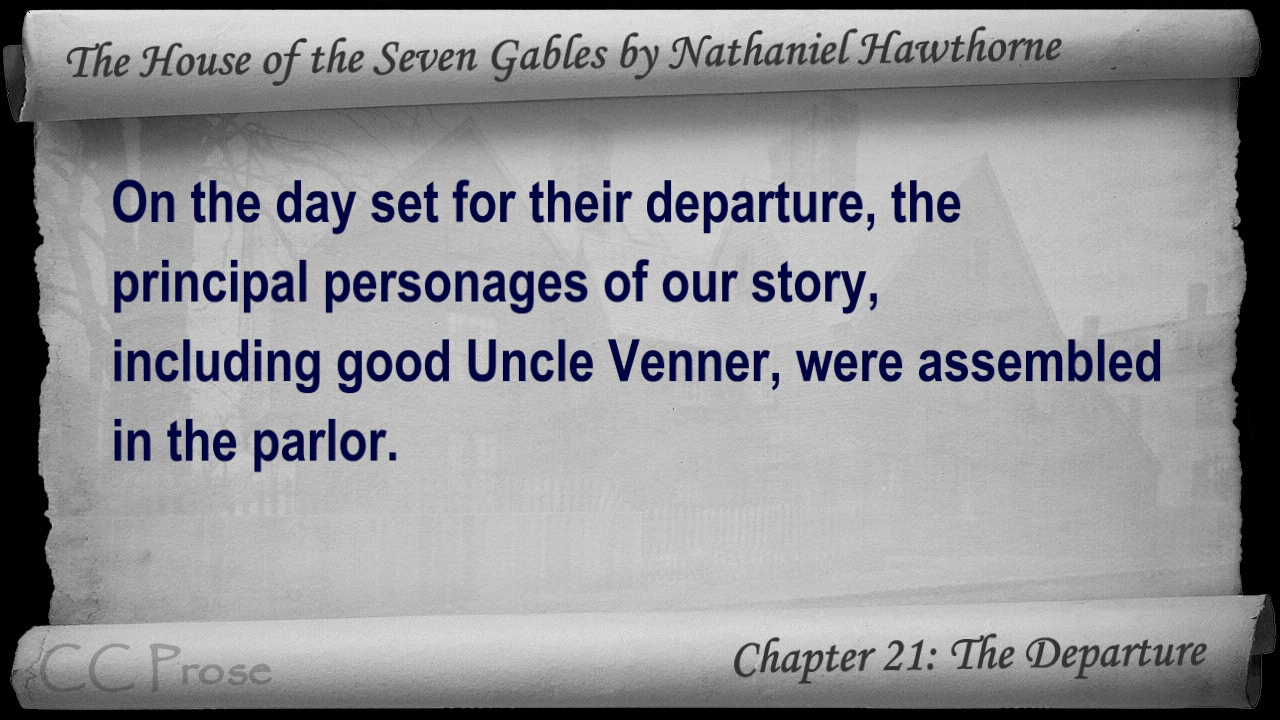 The House of the Seven Gables by Nathaniel Hawthorne
On the day set for their departure, the
principal personages of our story,
including good Uncle Venner, were assembled
in the parlor.
CC Prose
Chapter 21: The Departure